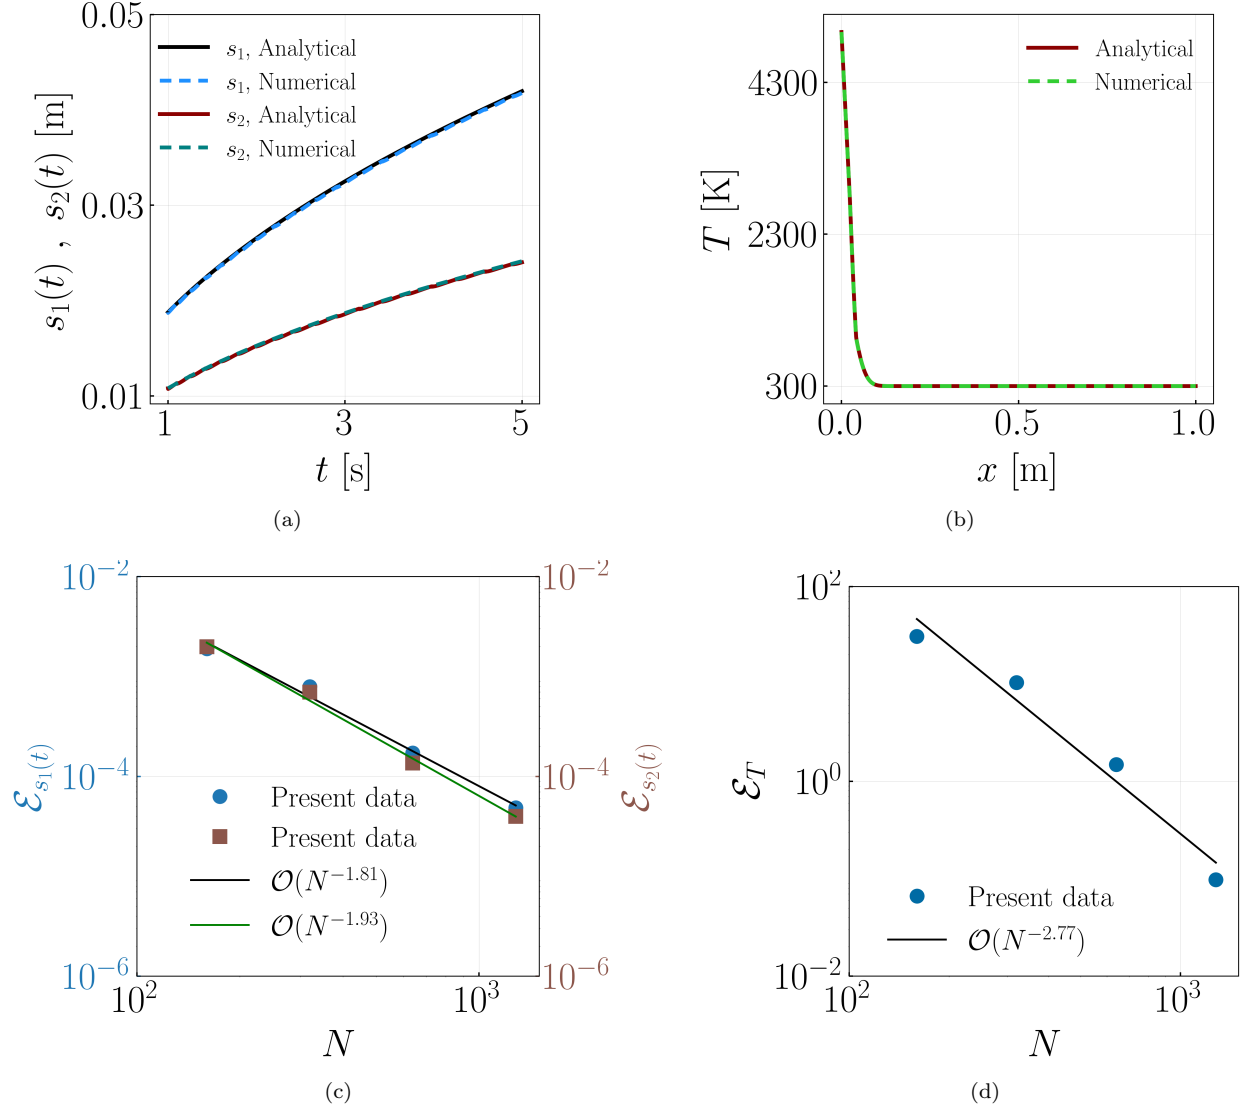 0.05
0.03
0.01
s₁(t) , s₂(t) [m]
s₁, Analytical
s₁, Numerical
s₂, Analytical
s₂, Numerical
1 3 5
t [s]
(a)
4300
2300
300
T [K]
Analytical
Numerical
0.0 0.5 1.0
x [m]
(b)
10⁻²
10⁻⁴
10⁻⁶
ℰ_{s₁(t)}
10⁻²
10⁻⁴
10⁻⁶
ℰ_{s₂(t)}
Present data
Present data
𝒪(N^{−1.81})
𝒪(N^{−1.93})
10² 10³
N
(c)
10²
10⁰
10⁻²
ℰ_T
Present data
𝒪(N^{−2.77})
10² 10³
N
(d)